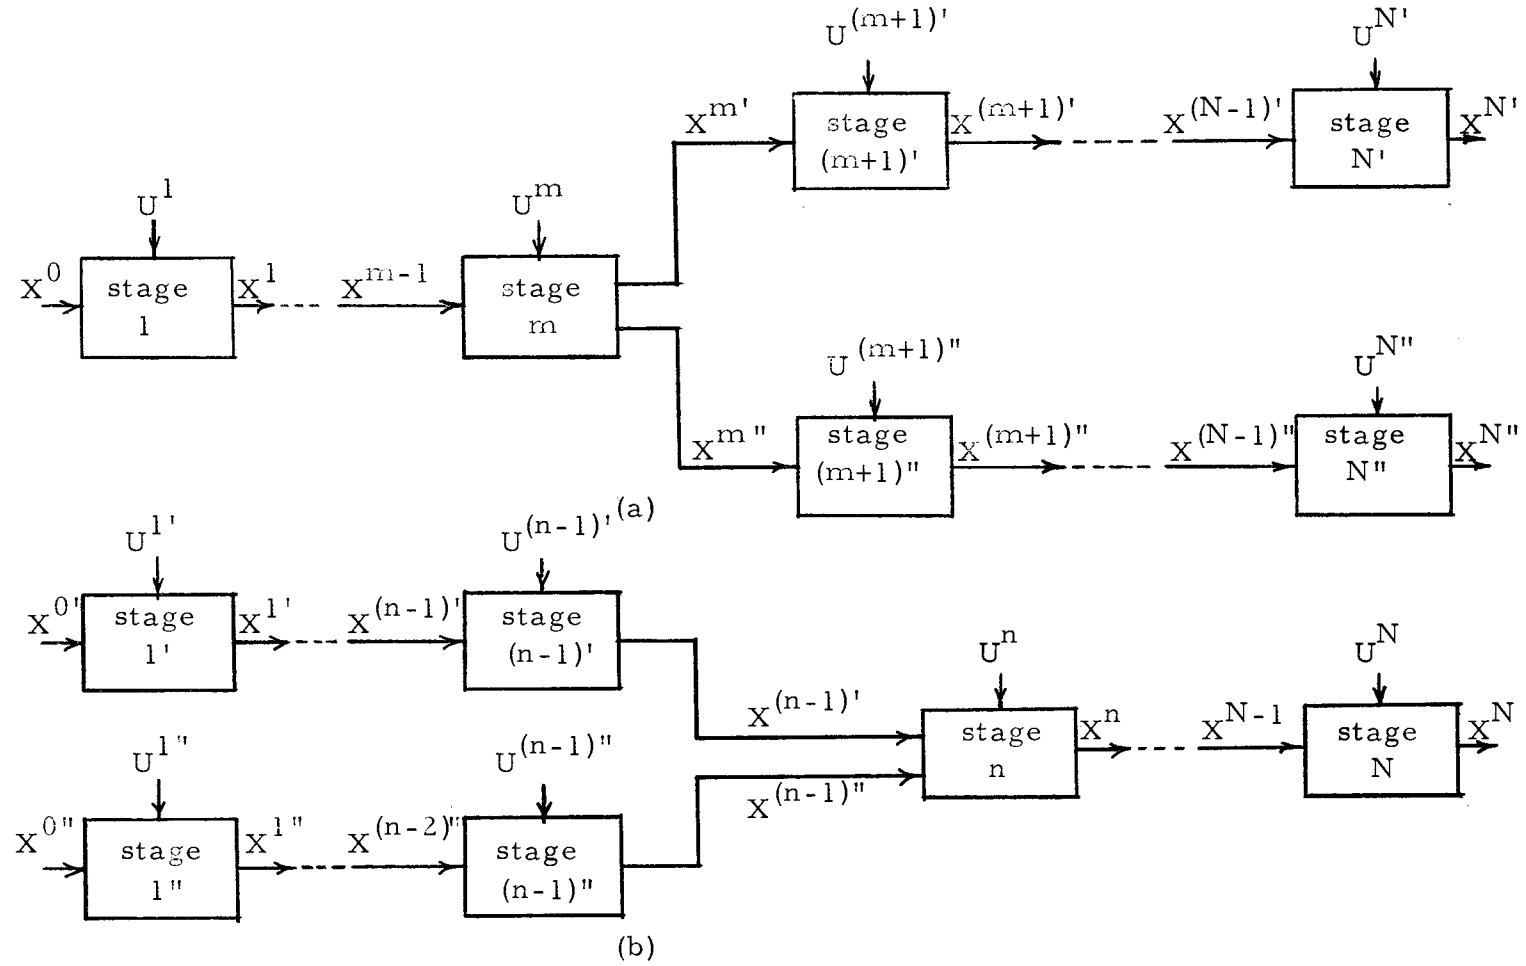 U^(m+1)'
U^N'
X^m'
stage
(m+1)'
X^(m+1)'
X^(N-1)'
stage
N'
X^N'
U^1
U^m
X^0
stage
1
X^1
X^m-1
stage
m
U^(m+1)"
U^N"
X^m"
stage
(m+1)"
X^(m+1)"
X^(N-1)"
stage
N"
X^N"
(a)
U^1'
U^(n-1)'
X^0'
stage
1'
X^1'
X^(n-1)'
stage
(n-1)'
X^(n-1)'
U^n
U^N
stage
n
X^n
X^N-1
stage
N
X^N
U^1"
U^(n-1)"
X^(n-1)"
X^0"
stage
1"
X^1"
X^(n-2)"
stage
(n-1)"
(b)